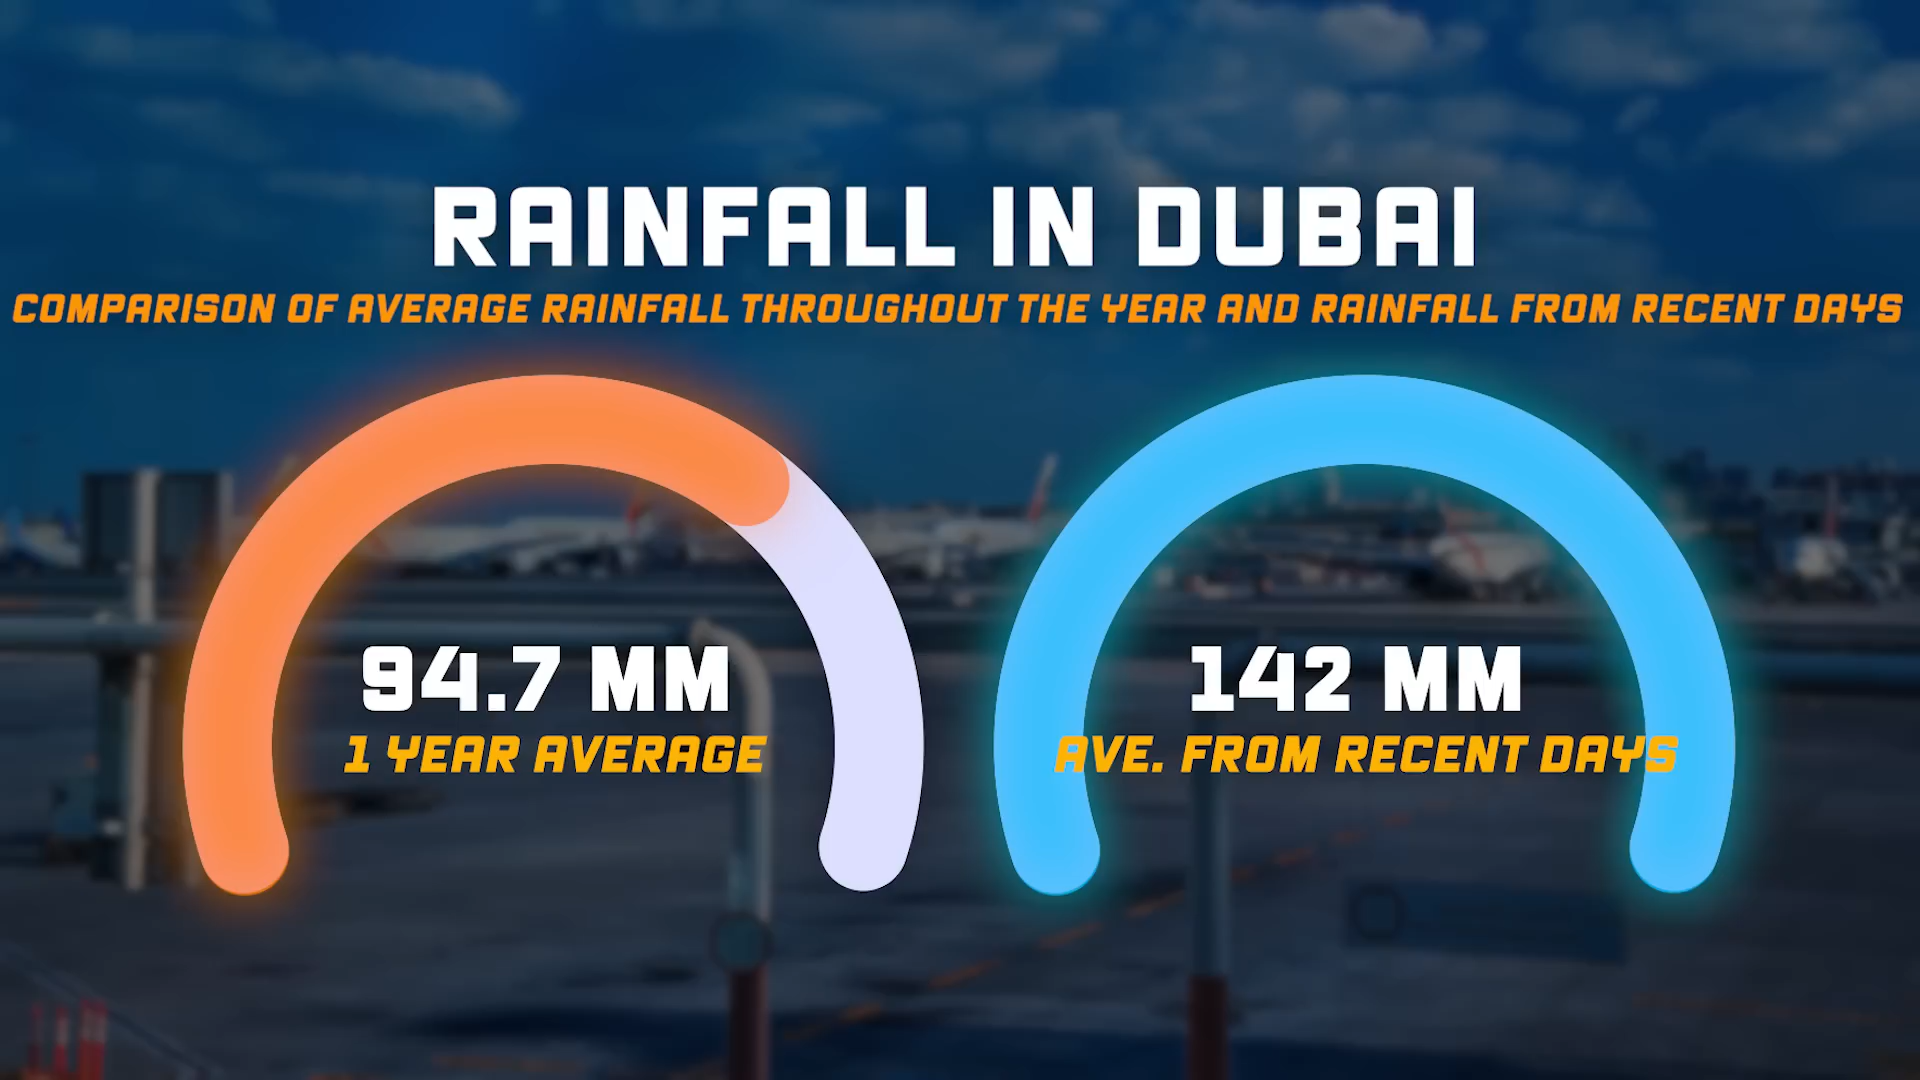 RAINFALL IN DUBAI
COMPARISON OF AVERAGE RAINFALL THROUGHOUT THE YEAR AND RAINFALL FROM RECENT DAYS
94.7 MM
1 YEAR AVERAGE
142 MM
AVE. FROM RECENT DAYS